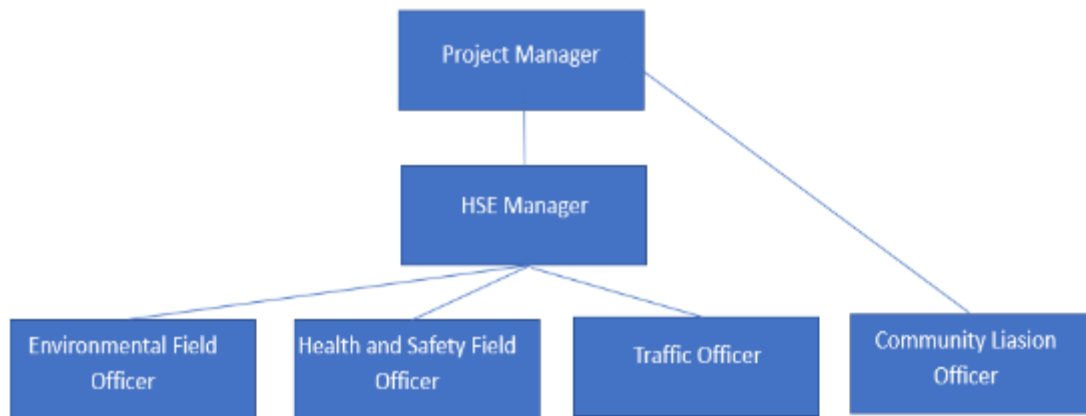 Project Manager
HSE Manager
Environmental Field
Officer
Health and Safety Field
Officer
Traffic Officer
Community Liasion
Officer